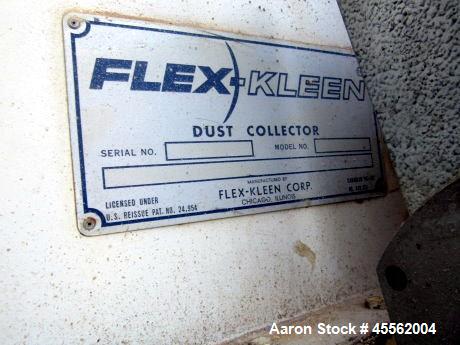 FLEX-KLEEN
DUST COLLECTOR
SERIAL NO. MODEL NO.
MANUFACTURED BY
FLEX-KLEEN CORP.
CHICAGO, ILLINOIS
LICENSED UNDER
U.S. REISSUE PAT. NO. 24,954
Aaron Stock # 45562004